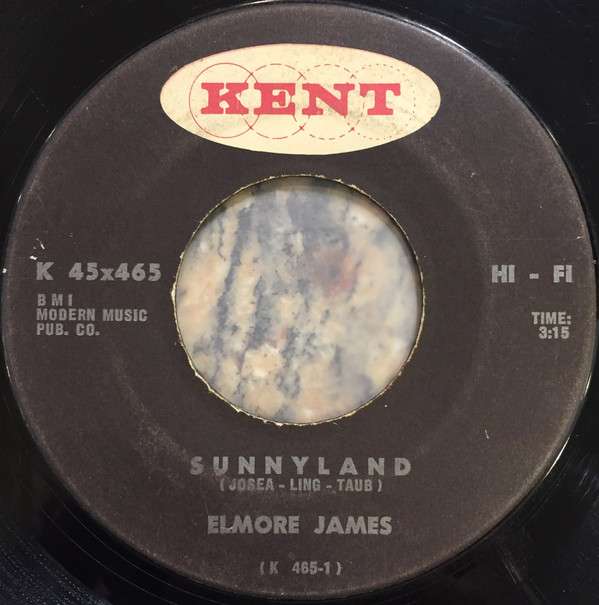 KENT
K 45x465
BMI
MODERN MUSIC
PUB. CO.
HI - FI
TIME:
3:15
SUNNYLAND
( JOSEA - LING - TAUB )
ELMORE JAMES
( K 465-1 )